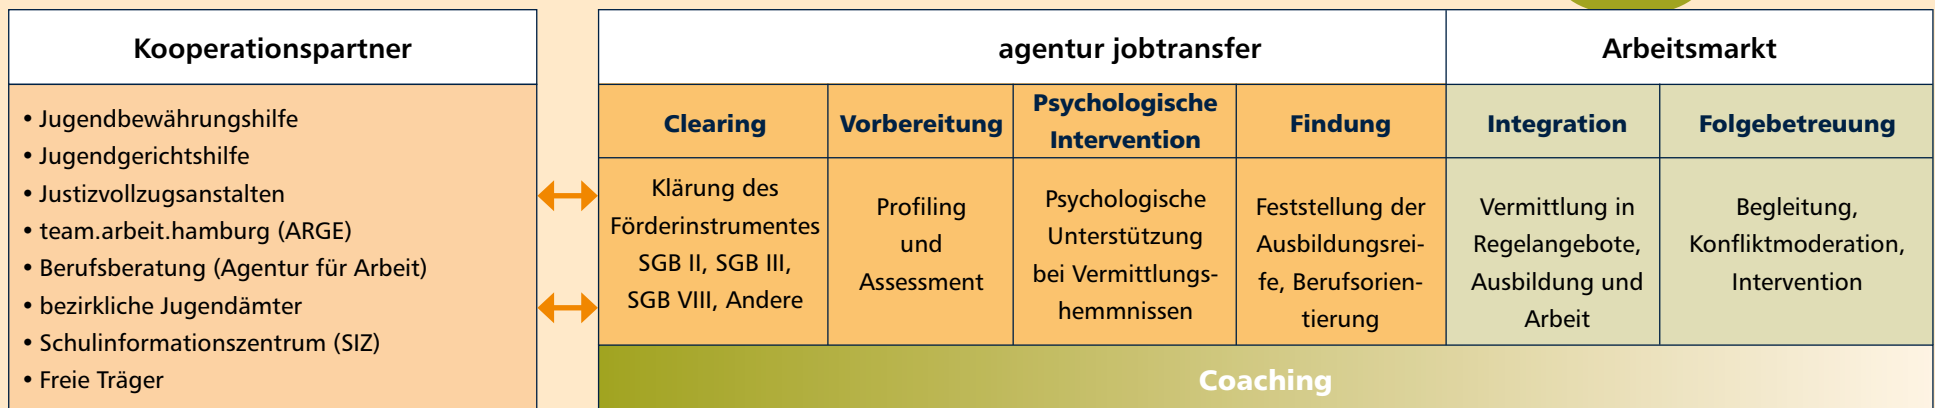 Kooperationspartner
• Jugendbewährungshilfe
• Jugendgerichtshilfe
• Justizvollzugsanstalten
• team.arbeit.hamburg (ARGE)
• Berufsberatung (Agentur für Arbeit)
• bezirkliche Jugendämter
• Schulinformationszentrum (SIZ)
• Freie Träger
agentur jobtransfer
Arbeitsmarkt
Clearing
Klärung des
Förderinstrumentes
SGB II, SGB III,
SGB VIII, Andere
Vorbereitung
Profiling
und
Assessment
Psychologische
Intervention
Psychologische
Unterstützung
bei Vermittlungs-
hemmnissen
Findung
Feststellung der
Ausbildungsrei-
fe, Berufsorien-
tierung
Integration
Vermittlung in
Regelangebote,
Ausbildung und
Arbeit
Folgebetreuung
Begleitung,
Konfliktmoderation,
Intervention
Coaching